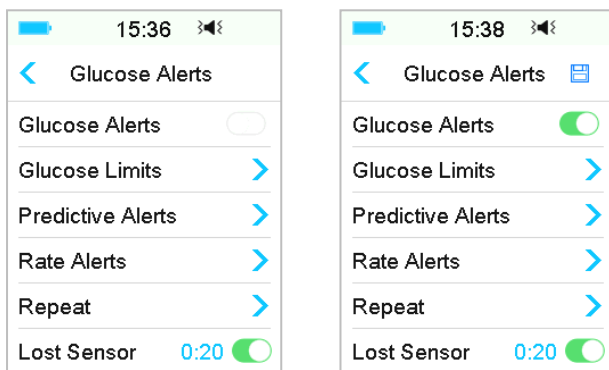 15:36
Glucose Alerts
Glucose Alerts
Glucose Limits
Predictive Alerts
Rate Alerts
Repeat
Lost Sensor 0:20
15:38
Glucose Alerts
Glucose Alerts
Glucose Limits
Predictive Alerts
Rate Alerts
Repeat
Lost Sensor 0:20